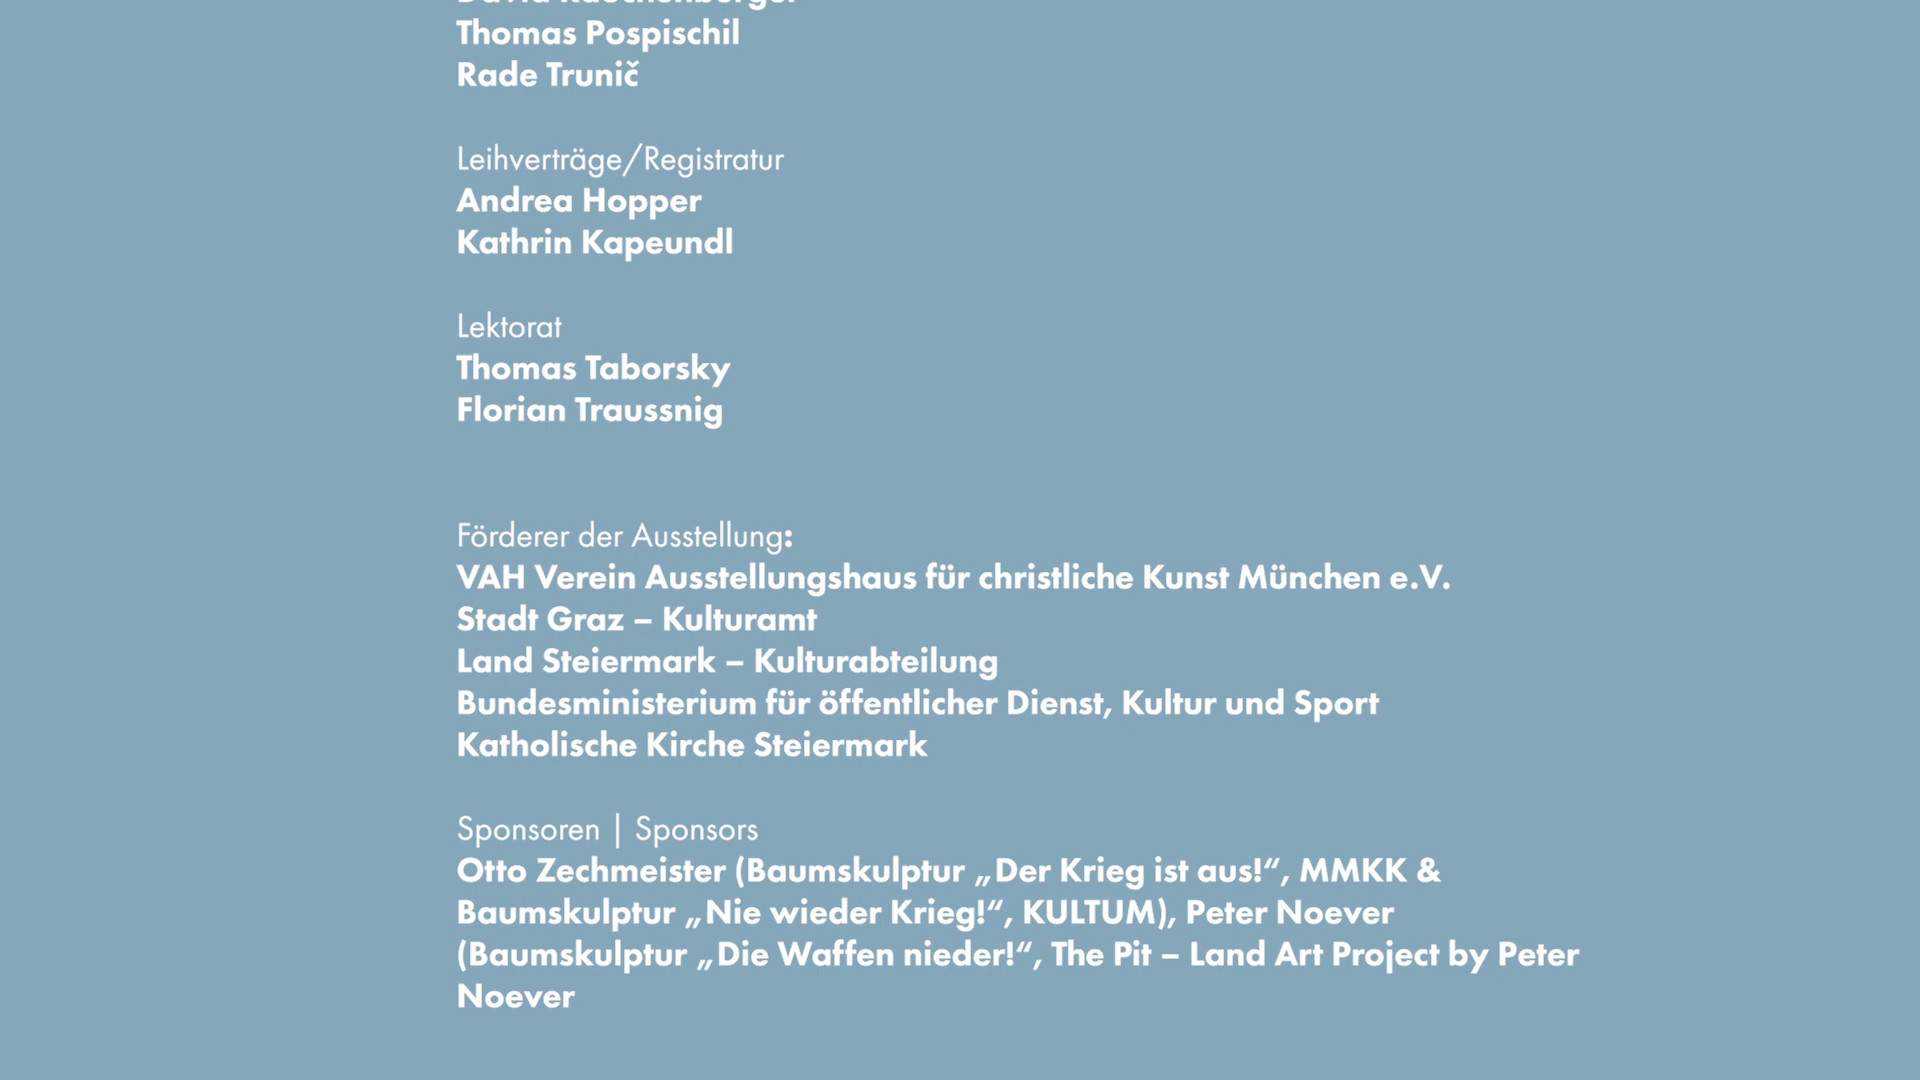 Thomas Pospischil
Rade Trunič
Leihverträge/Registratur
Andrea Hopper
Kathrin Kapeundl
Lektorat
Thomas Taborsky
Florian Traussnig
Förderer der Ausstellung:
VAH Verein Ausstellungshaus für christliche Kunst München e.V.
Stadt Graz – Kulturamt
Land Steiermark – Kulturabteilung
Bundesministerium für öffentlicher Dienst, Kultur und Sport
Katholische Kirche Steiermark
Sponsoren | Sponsors
Otto Zechmeister (Baumskulptur „Der Krieg ist aus!“, MMKK &
Baumskulptur „Nie wieder Krieg!“, KULTUM), Peter Noever
(Baumskulptur „Die Waffen nieder!“, The Pit – Land Art Project by Peter
Noever